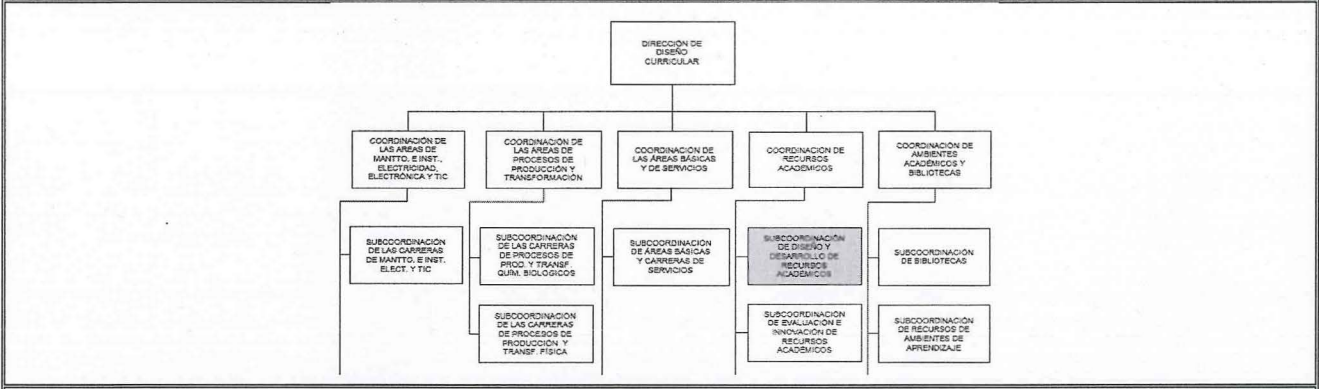 DIRECCIÓN DE
DISEÑO
CURRICULAR
COORDINACIÓN DE
LAS AREAS DE
MANTTO. E INST.,
ELECTRICIDAD,
ELECTRÓNICA Y TIC
COORDINACIÓN DE
LAS ÁREAS DE
PROCESOS DE
PRODUCCIÓN Y
TRANSFORMACIÓN
COORDINACIÓN DE
LAS ÁREAS BÁSICAS
Y DE SERVICIOS
COORDINACION DE
RECURSOS
ACADEMICOS
COORDINACIÓN DE
AMBIENTES
ACADÉMICOS Y
BIBLIOTECAS
SUBCOORDINACIÓN
DE LAS CARRERAS
DE MANTTO. E INST.
ELECT. Y TIC
SUBCOORDINACIÓN
DE LAS CARRERAS
DE PROCESOS DE
PROD. Y TRANSF.
QUÍM. BIOLOGICOS
SUBCOORDINACIÓN
DE ÁREAS BÁSICAS
Y CARRERAS DE
SERVICIOS
SUBCOORDINACIÓN
DE DISEÑO Y
DESARROLLO DE
RECURSOS
ACADÉMICOS
SUBCOORDINACIÓN
DE BIBLIOTECAS
SUBCOORDINACIÓN
DE LAS CARRERAS
DE PROCESOS DE
PRODUCCIÓN Y
TRANSF. FÍSICA
SUBCOORDINACIÓN
DE EVALUACIÓN E
INNOVACIÓN DE
RECURSOS
ACADÉMICOS
SUBCOORDINACIÓN
DE RECURSOS DE
AMBIENTES DE
APRENDIZAJE